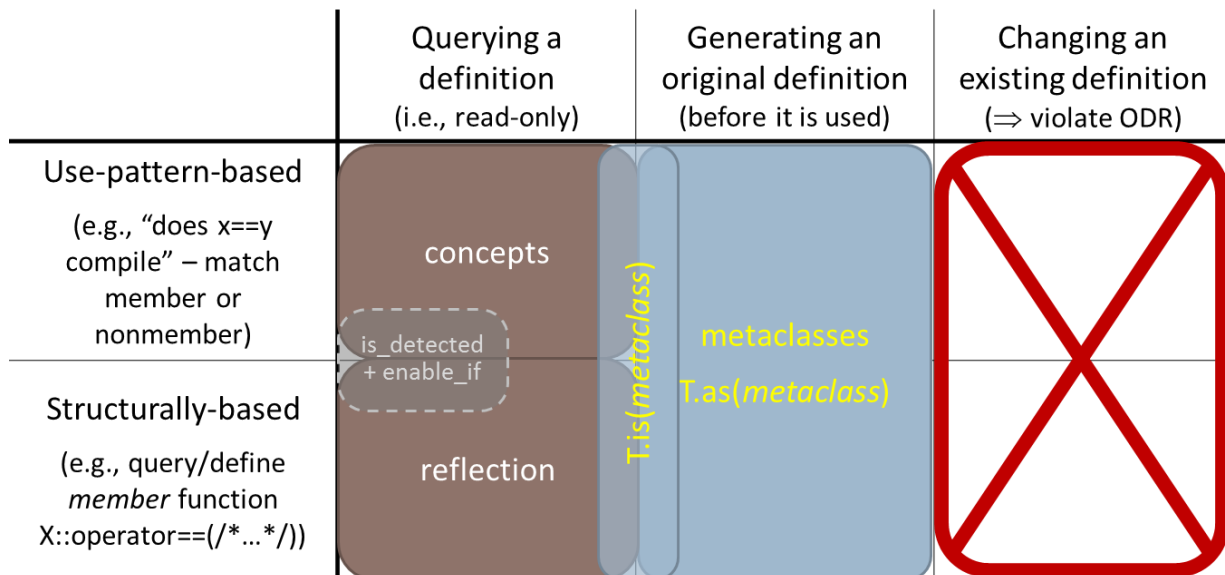 Querying a
definition
(i.e., read-only)
Generating an
original definition
(before it is used)
Changing an
existing definition
(⇒ violate ODR)
Use-pattern-based
(e.g., “does x==y
compile” – match
member or
nonmember)
concepts
is_detected
+ enable_if
T.is(metaclass)
metaclasses
T.as(metaclass)
Structurally-based
(e.g., query/define
member function
X::operator==(/*…*/))
reflection